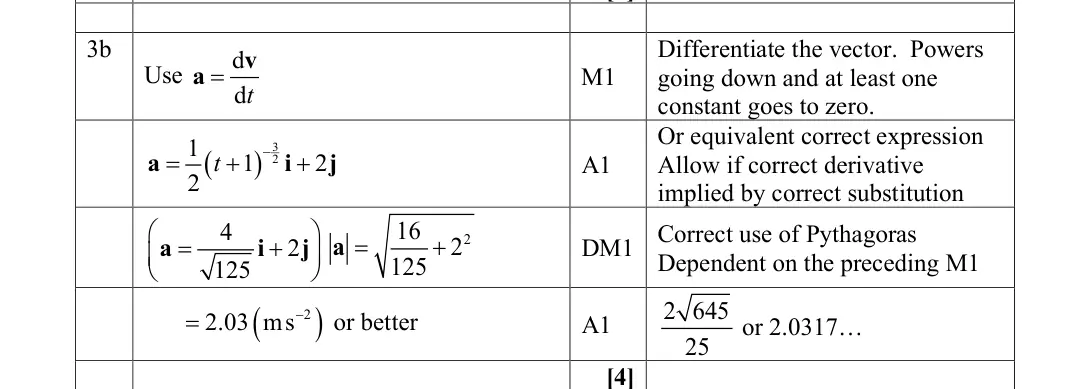 3b
Use a = dv/dt
M1
Differentiate the vector. Powers
going down and at least one
constant goes to zero.
a = 1/2 (t+1)^(-3/2) i + 2j
A1
Or equivalent correct expression
Allow if correct derivative
implied by correct substitution
(a = 4/√125 i + 2j) |a| = √(16/125 + 2²)
DM1
Correct use of Pythagoras
Dependent on the preceding M1
= 2.03 (m s⁻²) or better
A1
2√645/25 or 2.0317…
[4]